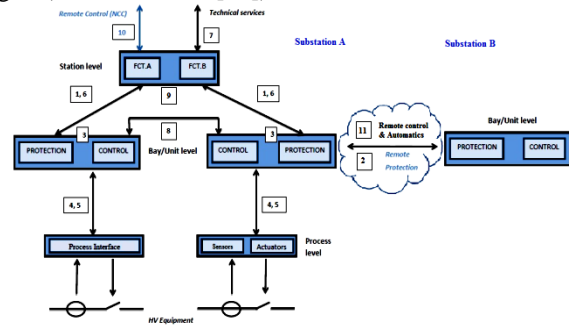 Remote Control (NCC)
Technical services
10
7
Substation A
Substation B
Station level
FCT.A
FCT.B
1, 6
9
1, 6
11 Remote control
& Automatics
Bay/Unit level
3
8
3
PROTECTION
CONTROL
Bay/Unit level
CONTROL
PROTECTION
2
Remote
Protection
PROTECTION
CONTROL
4, 5
4, 5
Process Interface
Sensors
Actuators
Process
level
HV Equipment